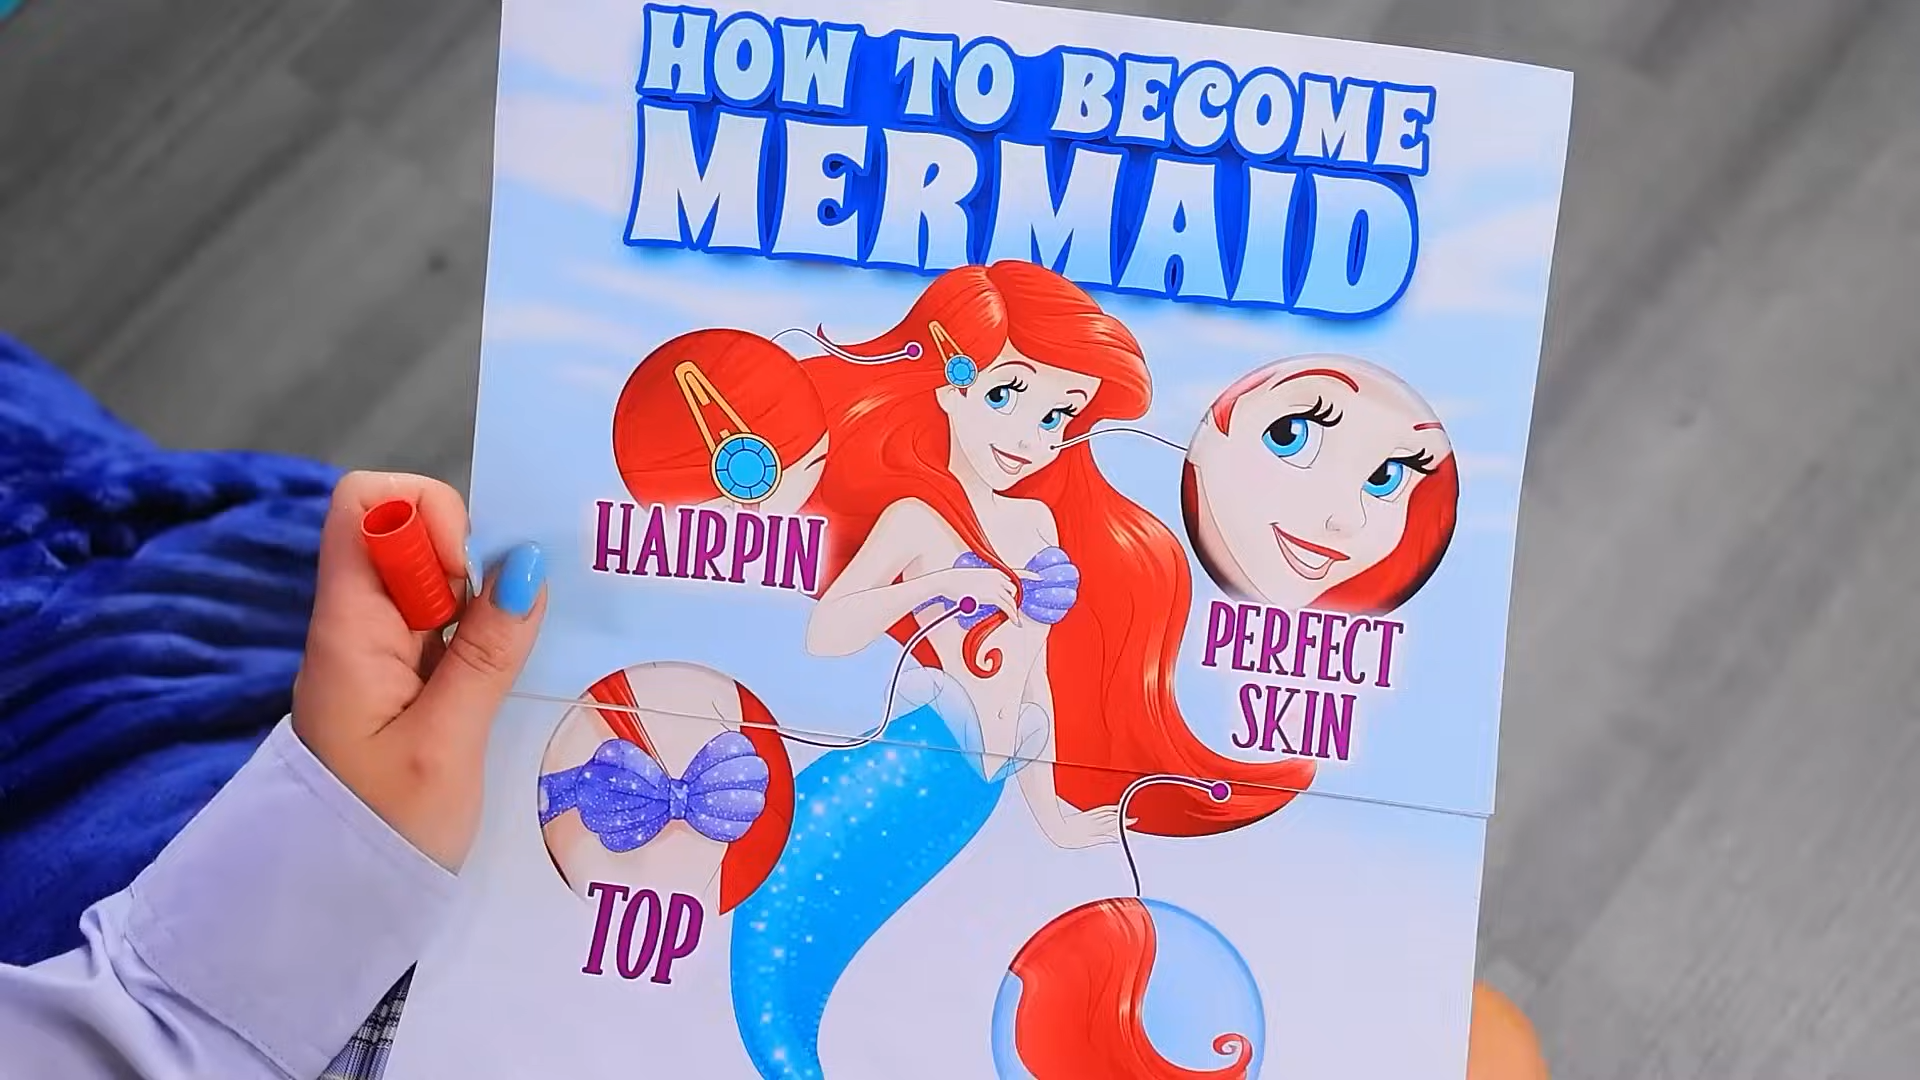 HOW TO BECOME
MERMAID
HAIRPIN
PERFECT
SKIN
TOP